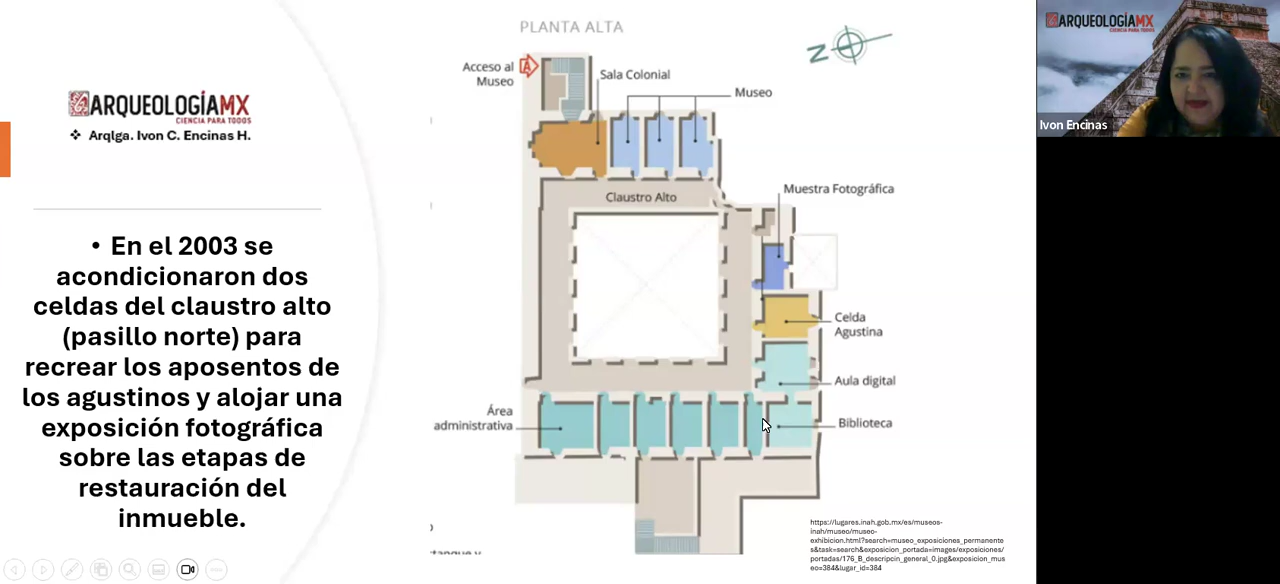 ARQUEOLOGÍAMX
CIENCIA PARA TODOS
❖ Arqlga. Ivon C. Encinas H.
• En el 2003 se
acondicionaron dos
celdas del claustro alto
(pasillo norte) para
recrear los aposentos de
los agustinos y alojar una
exposición fotográfica
sobre las etapas de
restauración del
inmueble.
PLANTA ALTA
Z
Acceso al
Museo
A
Sala Colonial
Museo
Claustro Alto
Muestra Fotográfica
Celda
Agustina
Aula digital
Área
administrativa
Biblioteca
https://lugares.inah.gob.mx/es/museos-
inah/museo/museo-
exhibicion.html?search=museo_exposiciones_permanente
s&task=search&exposicion_portada=images/exposiciones/
portadas/176_B_descripcin_general_0.jpg&exposicion_mus
eo=384&lugar_id=384
ARQUEOLOGÍAMX
CIENCIA PARA TODOS
Ivon Encinas